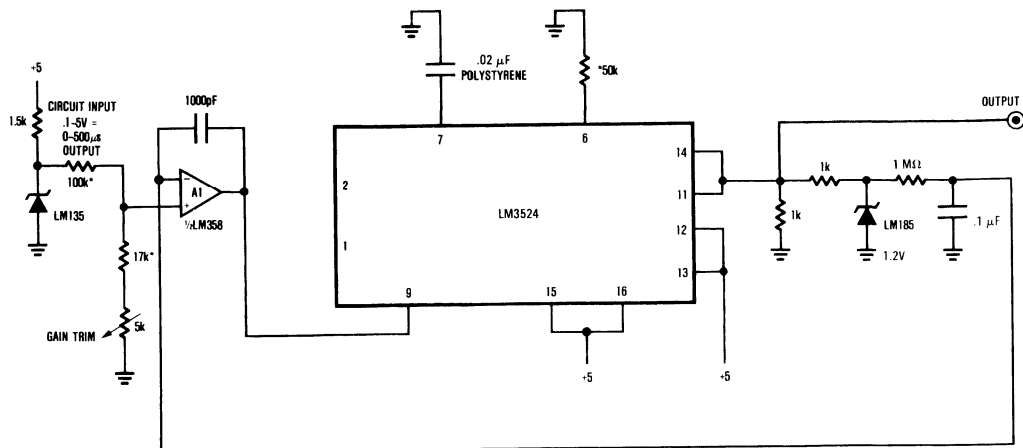 +5
1.5k
CIRCUIT INPUT
.1-5V =
0-500μs
OUTPUT
100k*
LM135
17k*
GAIN TRIM
5k
1000pF
−
A1
+
½LM358
.02 μF
POLYSTYRENE
*50k
7
6
2
1
LM3524
14
11
12
13
9
15
16
+5
+5
OUTPUT
1k
1k
1 MΩ
LM185
1.2V
.1 μF